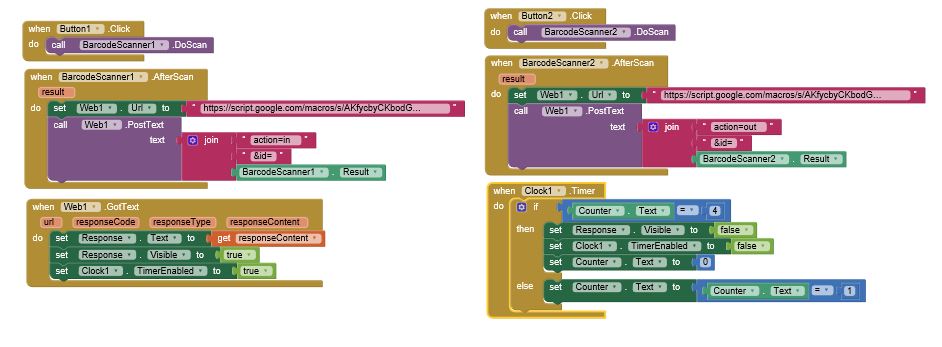 when Button1 .Click
do call BarcodeScanner1 .DoScan
when BarcodeScanner1 .AfterScan
result
do set Web1 . Url to " https://script.google.com/macros/s/AKfycbyCKbodG... "
call Web1 .PostText
text join " action=in "
" &id= "
BarcodeScanner1 . Result
when Web1 .GotText
url responseCode responseType responseContent
do set Response . Text to get responseContent
set Response . Visible to true
set Clock1 . TimerEnabled to true
when Button2 .Click
do call BarcodeScanner2 .DoScan
when BarcodeScanner2 .AfterScan
result
do set Web1 . Url to " https://script.google.com/macros/s/AKfycbyCKbodG... "
call Web1 .PostText
text join " action=out "
" &id= "
BarcodeScanner2 . Result
when Clock1 .Timer
do if Counter . Text = 4
then set Response . Visible to false
set Clock1 . TimerEnabled to false
set Counter . Text to 0
else set Counter . Text to Counter . Text = 1